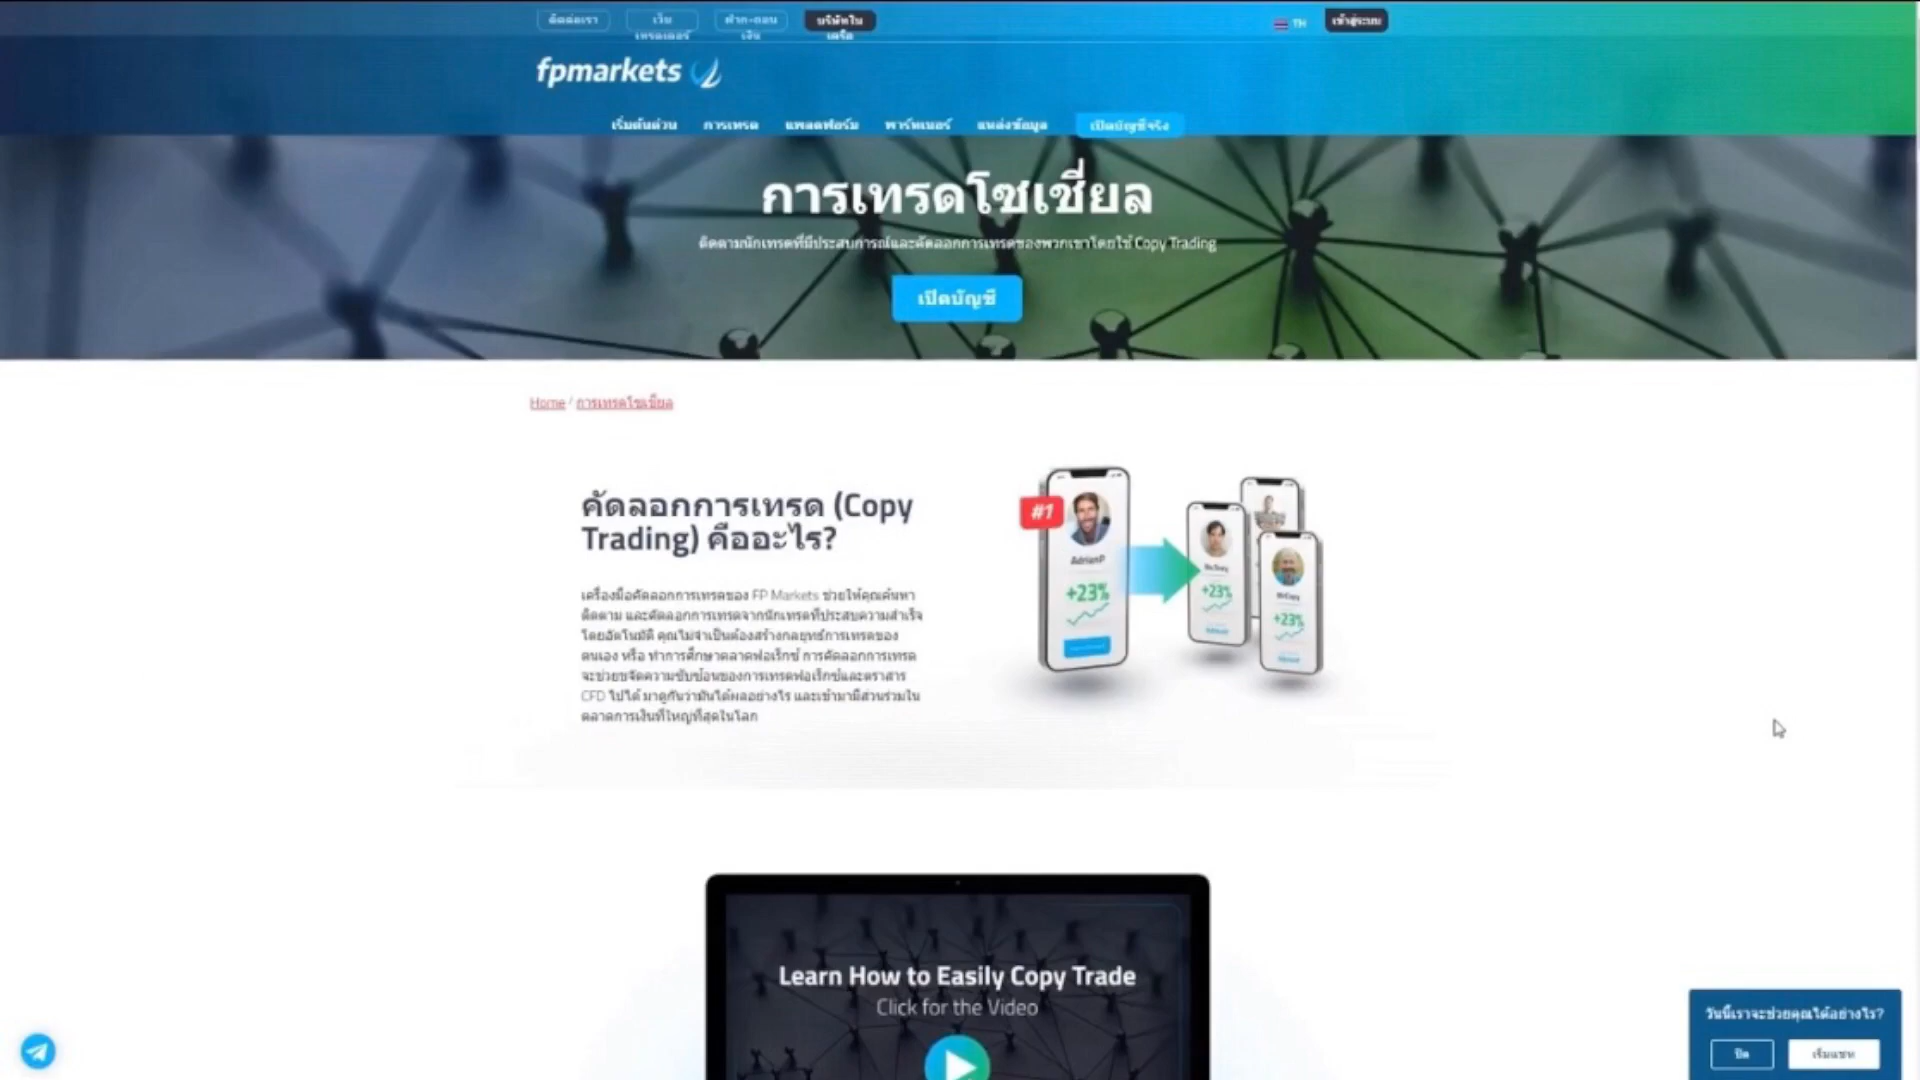 ติดต่อเรา
เว็บ
เทรดเดอร์
ฝาก-ถอน
เงิน
บริษัทใน
เครือ
TH
เข้าสู่ระบบ
fpmarkets
เริ่มต้นด่วน การเทรด แพลตฟอร์ม พาร์ทเนอร์ แหล่งข้อมูล เปิดบัญชีจริง
การเทรดโซเชี่ยล
ติดตามนักเทรดที่มีประสบการณ์และคัดลอกการเทรดของพวกเขาโดยใช้ Copy Trading
เปิดบัญชี
Home / การเทรดโซเชี่ยล
คัดลอกการเทรด (Copy
Trading) คืออะไร?
เครื่องมือคัดลอกการเทรดของ FP Markets ช่วยให้คุณค้นหา
ติดตาม และคัดลอกการเทรดจากนักเทรดที่ประสบความสำเร็จ
โดยอัตโนมัติ คุณไม่จำเป็นต้องสร้างกลยุทธ์การเทรดของ
ตนเอง หรือ ทำการศึกษาตลาดฟอเร็กซ์ การคัดลอกการเทรด
จะช่วยขจัดความซับซ้อนของการเทรดฟอเร็กซ์และตราสาร
CFD ไปได้ มาดูกันว่ามันได้ผลอย่างไร และเข้ามามีส่วนร่วมใน
ตลาดการเงินที่ใหญ่ที่สุดในโลก
#1
AdrianP
+23%
+23%
+23%
Learn How to Easily Copy Trade
Click for the Video
วันนี้เราจะช่วยคุณได้อย่างไร?
ปิด
เริ่มแชท